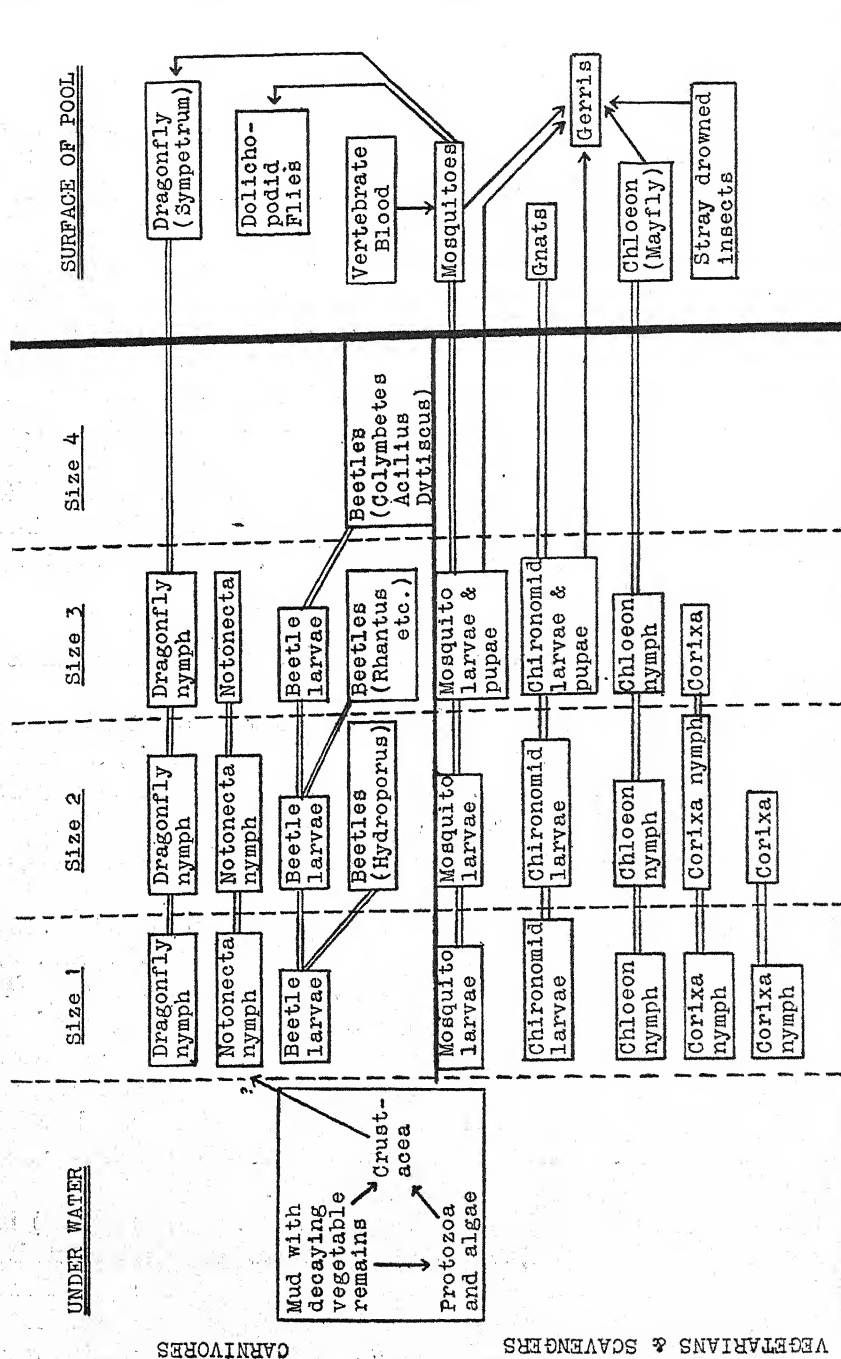 UNDER WATER
Size 1
Size 2
Size 3
Size 4
SURFACE OF POOL
CARNIVORES
VEGETARIANS & SCAVENGERS
Mud with
decaying
vegetable
remains
Protozoa
and algae
Crust-
acea
?
Dragonfly
nymph
Dragonfly
nymph
Dragonfly
nymph
Dragonfly
(Sympetrum)
Notonecta
nymph
Notonecta
nymph
Notonecta
Dolicho-
podid
Flies
Beetle
larvae
Beetle
larvae
Beetle
larvae
Beetles
(Hydroporus)
Beetles
(Rhantus
etc.)
Beetles
(Colymbetes
Acilius
Dytiscus)
Vertebrate
Blood
Mosquito
larvae
Mosquito
larvae
Mosquito
larvae &
pupae
Mosquitoes
Chironomid
larvae
Chironomid
larvae
Chironomid
larvae &
pupae
Gnats
Gerris
Chloeon
nymph
Chloeon
nymph
Chloeon
nymph
Chloeon
(Mayfly)
Corixa
nymph
Corixa nymph
Corixa
Stray drowned
insects
Corixa
nymph
Corixa